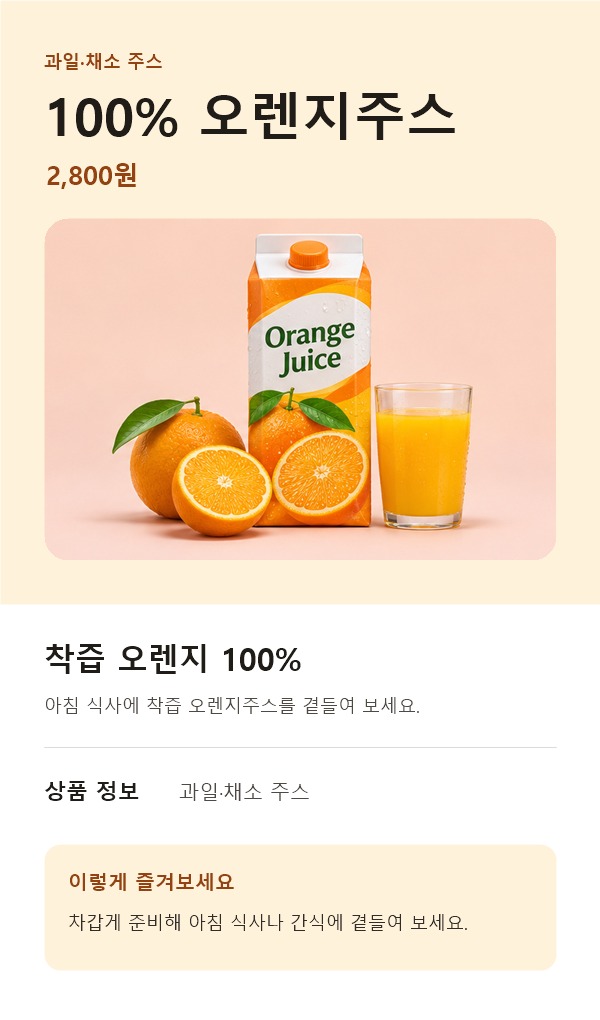 과일·채소 주스
100% 오렌지주스
2,800원
Orange
Juice
착즙 오렌지 100%
아침 식사에 착즙 오렌지주스를 곁들여 보세요.
상품 정보 과일·채소 주스
이렇게 즐겨보세요
차갑게 준비해 아침 식사나 간식에 곁들여 보세요.